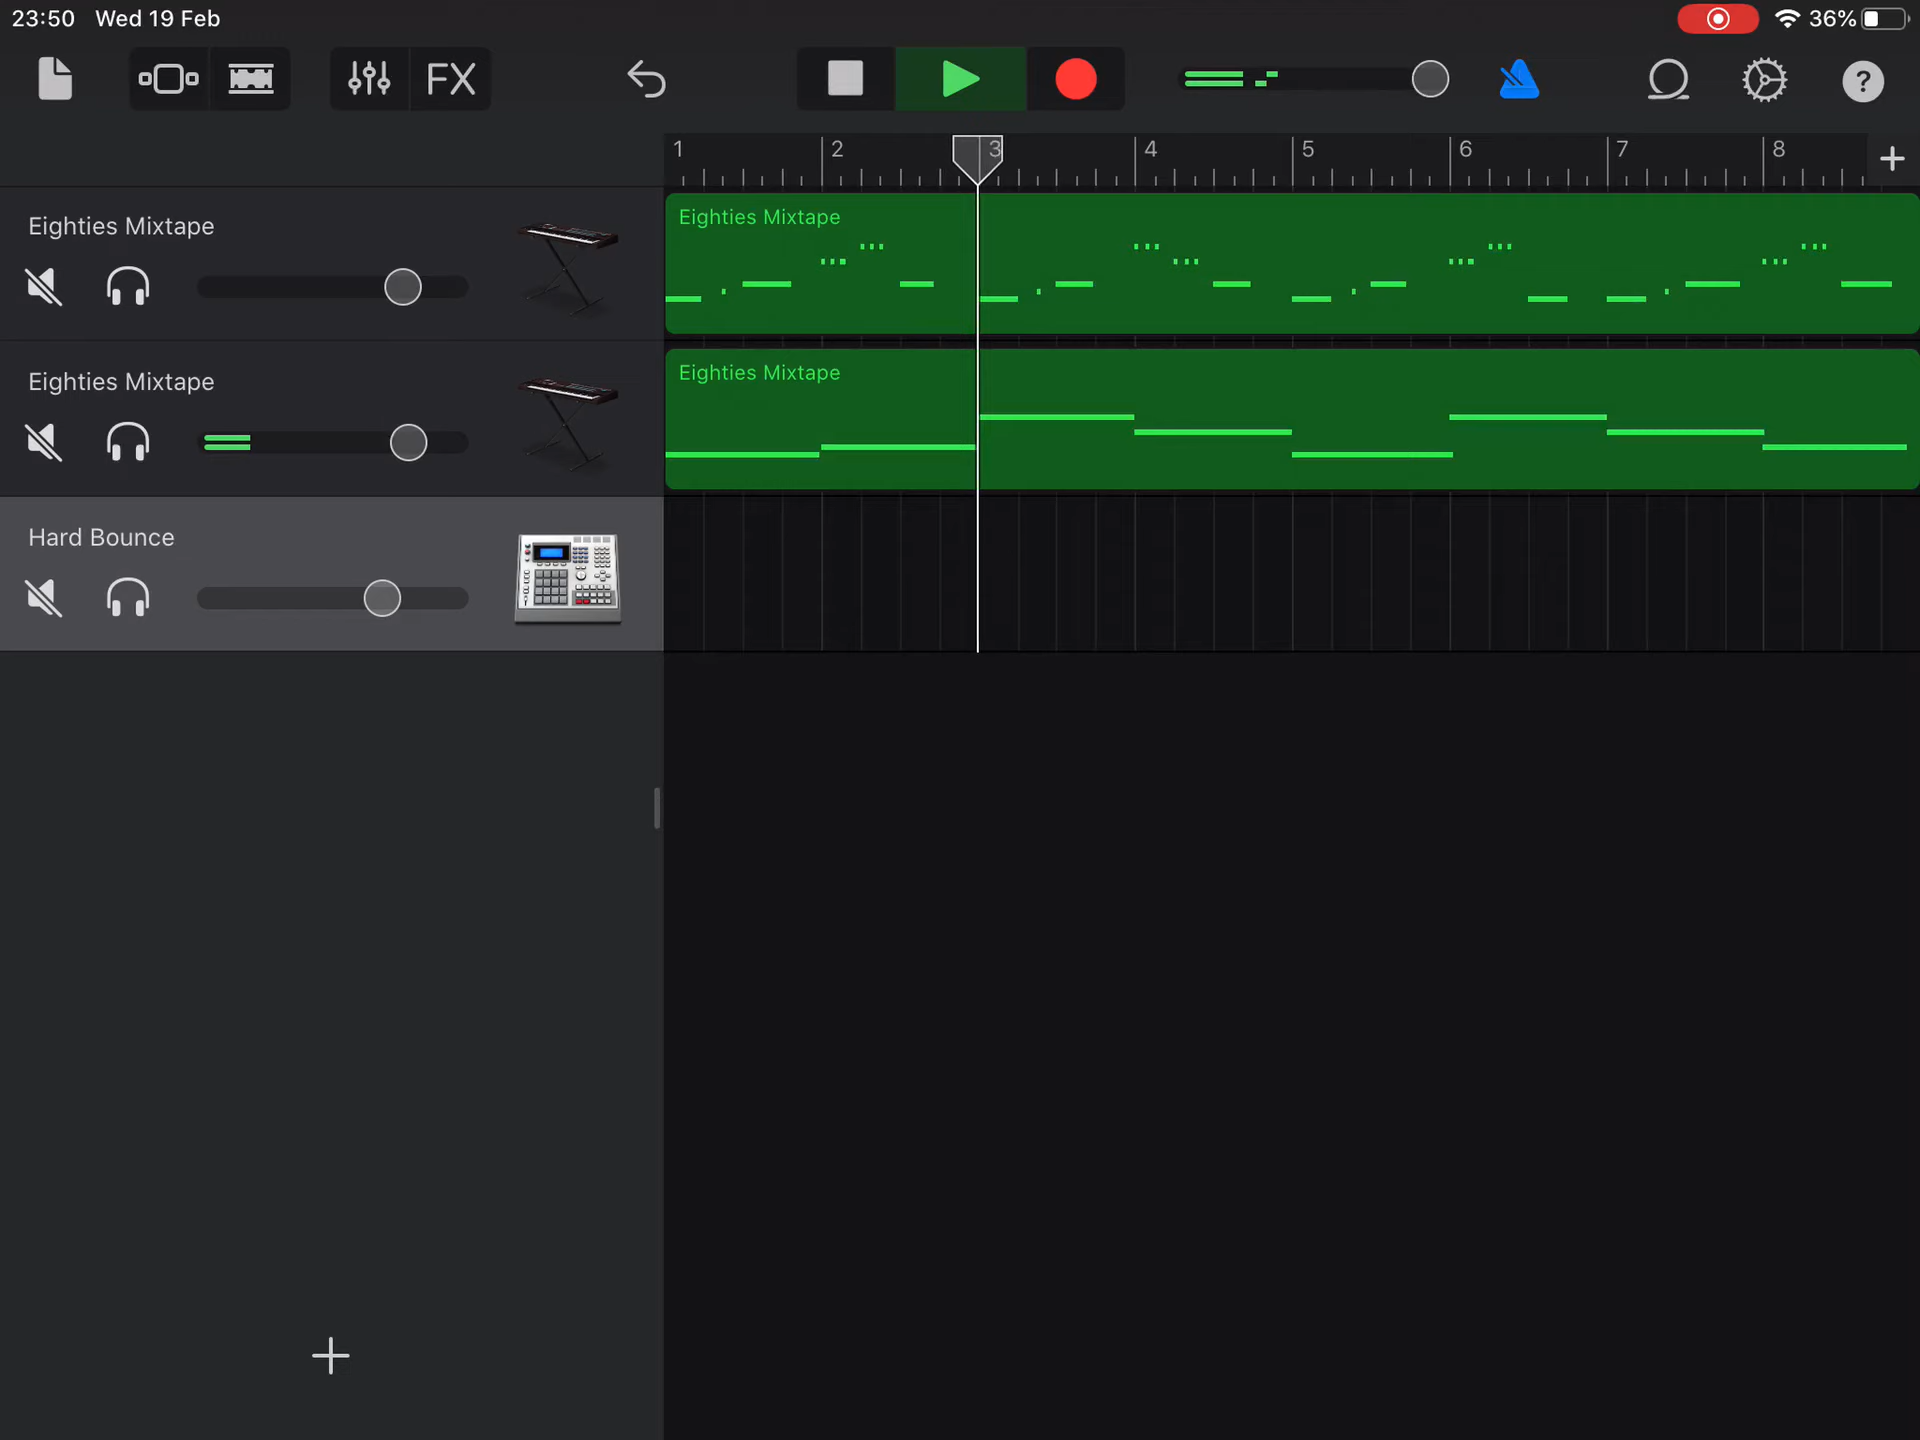 23:50 Wed 19 Feb
36%
FX
?
1 2 3 4 5 6 7 8
Eighties Mixtape
Eighties Mixtape
Eighties Mixtape
Eighties Mixtape
Hard Bounce